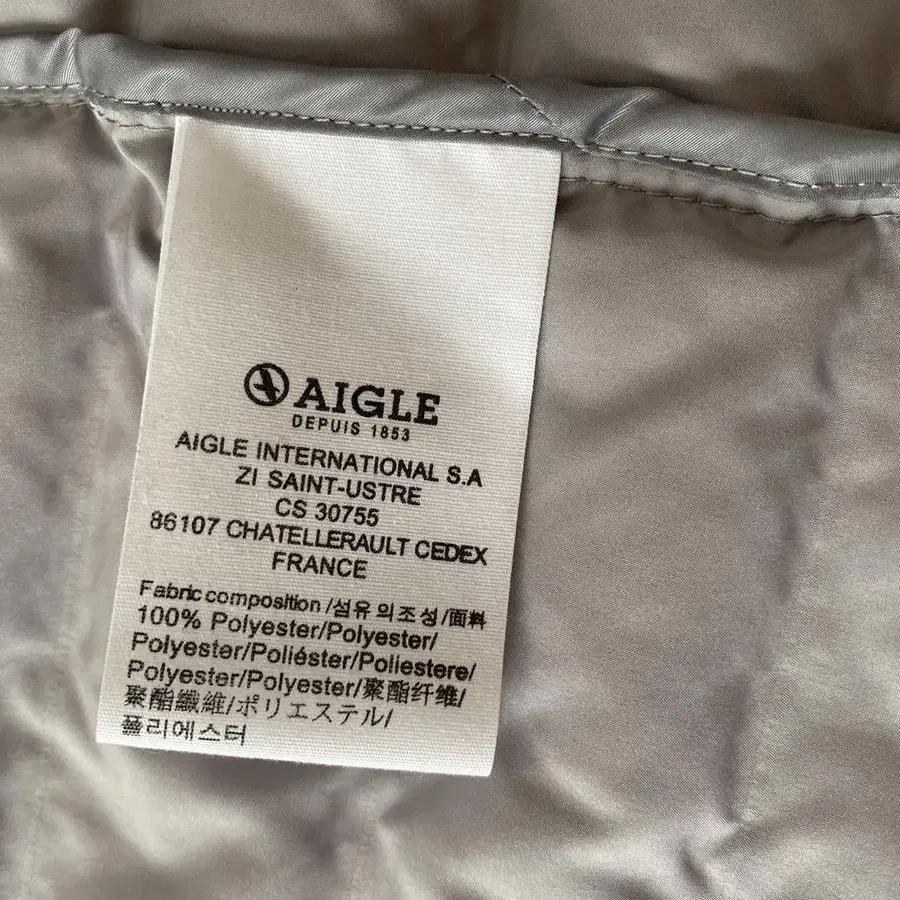 AIGLE
DEPUIS 1853
AIGLE INTERNATIONAL S.A
ZI SAINT-USTRE
CS 30755
86107 CHATELLERAULT CEDEX
FRANCE
Fabric composition /섬유의조성/面料
100% Polyester/Polyester/
Polyester/Poliéster/Poliestere/
Polyester/Polyester/聚酯纤维/
聚酯纖維/ポリエステル/
폴리에스터